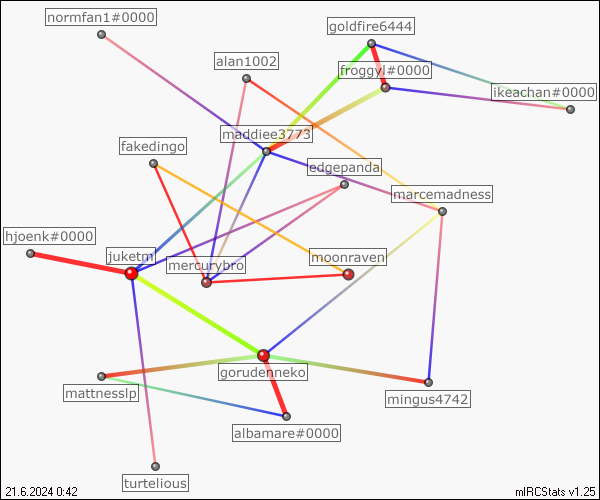 normfan1#0000
goldfire6444
alan1002
froggyl#0000
ikeachan#0000
maddiee3773
fakedingo
edgepanda
marcemadness
hjoenk#0000
juketm
mercurybro
moonraven
gorudenneko
mattnesslp
mingus4742
albamare#0000
turtelious
21.6.2024 0:42
mIRCStats v1.25